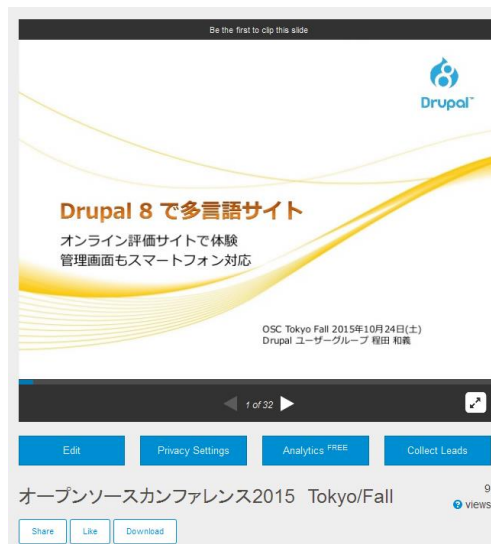 Be the first to clip this slide
Drupal™
Drupal 8 で多言語サイト
オンライン評価サイトで体験
管理画面もスマートフォン対応
OSC Tokyo Fall 2015年10月24日(土)
Drupal ユーザーグループ 程田 和義
1 of 32
Edit
Privacy Settings
Analytics FREE
Collect Leads
オープンソースカンファレンス2015 Tokyo/Fall
9
views
Share
Like
Download